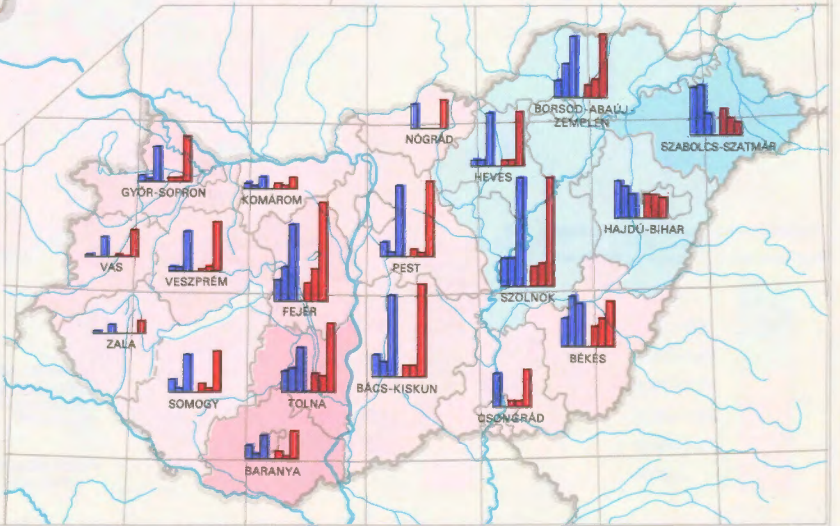 BORSOD-ABAÚJ-
ZEMPLÉN
NÓGRÁD
SZABOLCS-SZATMÁR
HEVES
GYŐR-SOPRON
KOMÁROM
HAJDÚ-BIHAR
VAS
VESZPRÉM
PEST
SZOLNOK
FEJÉR
ZALA
BÉKÉS
BÁCS-KISKUN
SOMOGY
TOLNA
CSONGRÁD
BARANYA